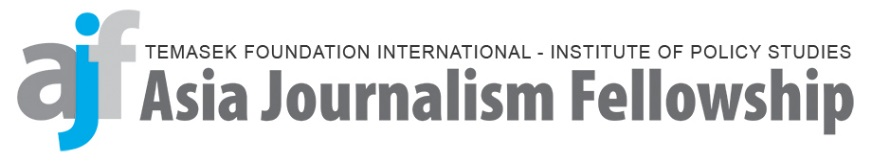 ajf
TEMASEK FOUNDATION INTERNATIONAL - INSTITUTE OF POLICY STUDIES
Asia Journalism Fellowship